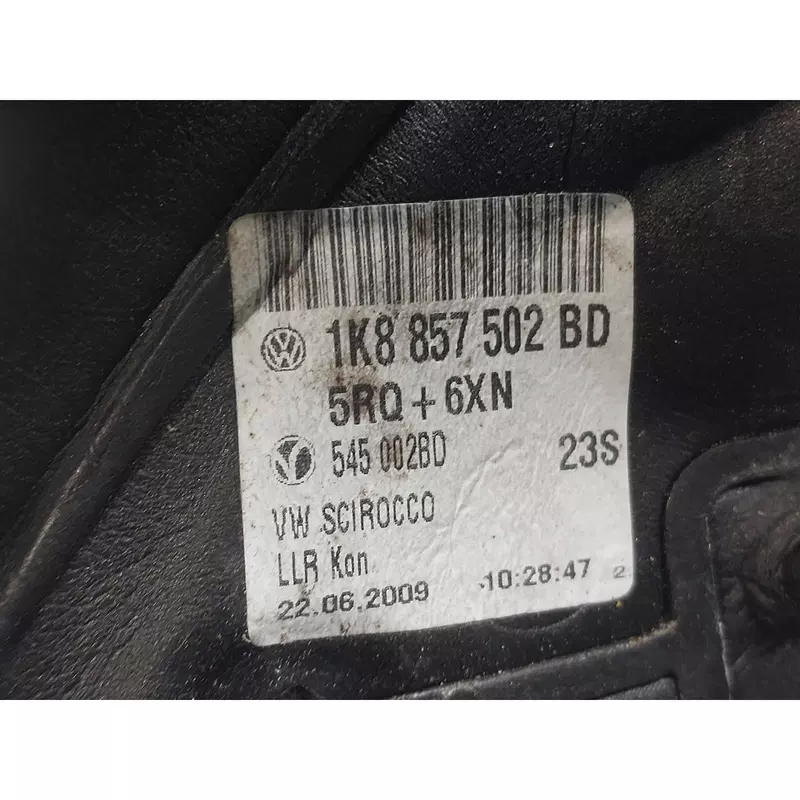 1K8 857 502 BD
5RQ + 6XN
545 002BD 23S
VW SCIROCCO
LLR Kon
22.06.2009 10:28:47 2